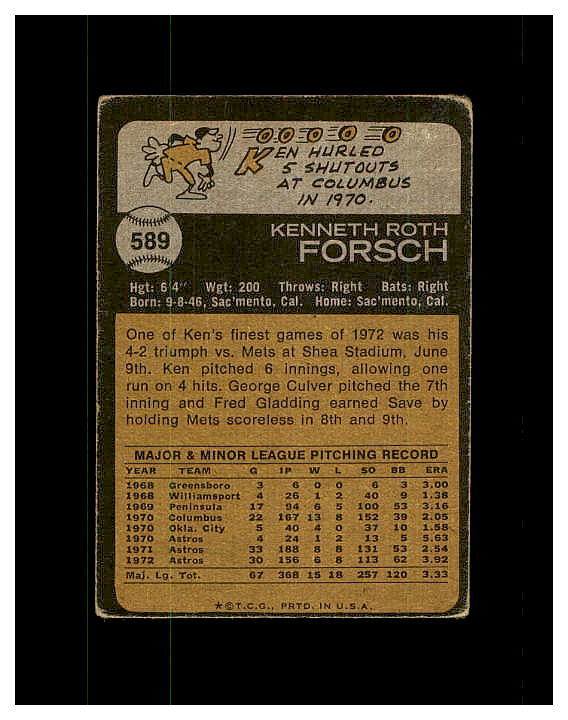 KEN HURLED
5 SHUTOUTS
AT COLUMBUS
IN 1970.
589
KENNETH ROTH
FORSCH
Hgt: 6'4" Wgt: 200 Throws: Right Bats: Right
Born: 9-8-46, Sac'mento, Cal. Home: Sac'mento, Cal.
One of Ken's finest games of 1972 was his
4-2 triumph vs. Mets at Shea Stadium, June
9th. Ken pitched 6 innings, allowing one
run on 4 hits. George Culver pitched the 7th
inning and Fred Gladding earned Save by
holding Mets scoreless in 8th and 9th.
MAJOR & MINOR LEAGUE PITCHING RECORD
YEAR TEAM G IP W L SO BB ERA
1968 Greensboro 3 6 0 0 6 3 3.00
1968 Williamsport 4 26 1 2 40 9 1.38
1969 Peninsula 17 94 6 5 100 53 3.16
1970 Columbus 22 167 13 8 152 39 2.05
1970 Okla. City 5 40 4 0 37 10 1.58
1970 Astros 4 24 1 2 13 5 5.63
1971 Astros 33 188 8 8 131 53 2.54
1972 Astros 30 156 6 8 113 62 3.92
Maj. Lg. Tot. 67 368 15 18 257 120 3.33
★©T.C.G., PRTD. IN U.S.A.